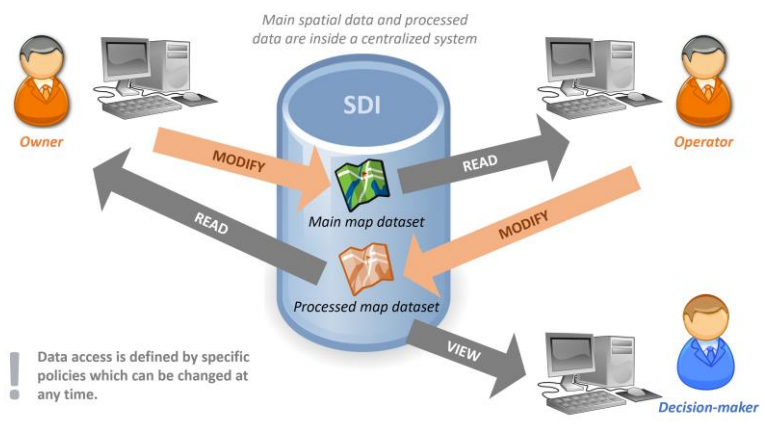 Main spatial data and processed
data are inside a centralized system
SDI
Owner
Operator
MODIFY
READ
Main map dataset
READ
MODIFY
Processed map dataset
VIEW
! Data access is defined by specific
policies which can be changed at
any time.
Decision-maker